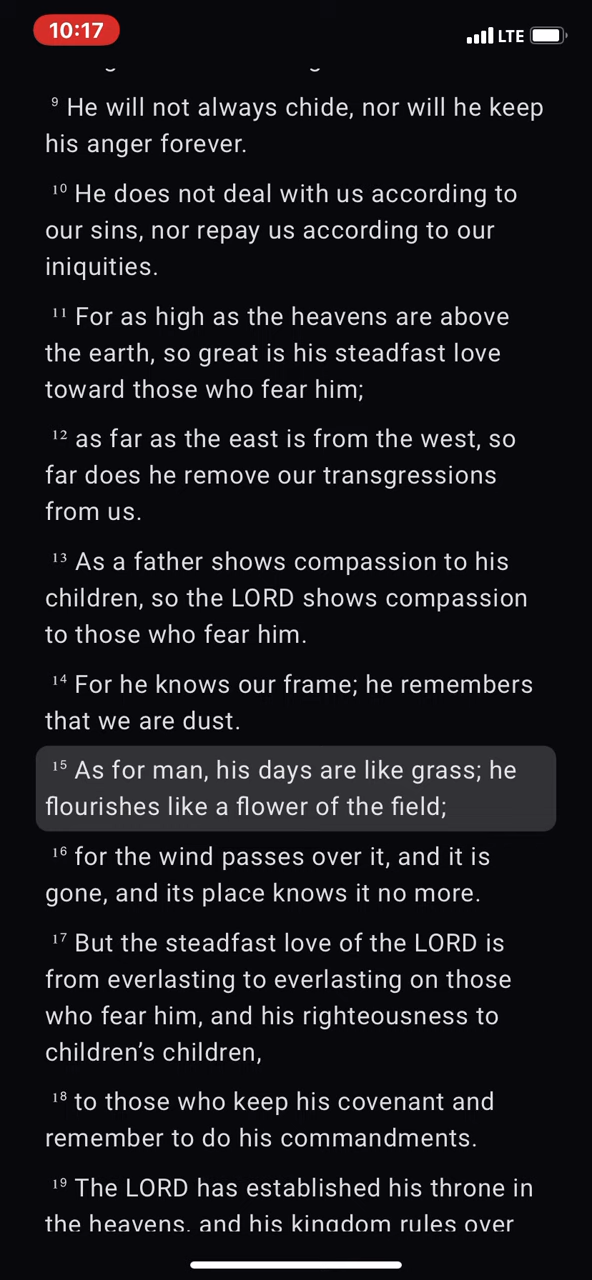 10:17
LTE
⁹ He will not always chide, nor will he keep
his anger forever.
¹⁰ He does not deal with us according to
our sins, nor repay us according to our
iniquities.
¹¹ For as high as the heavens are above
the earth, so great is his steadfast love
toward those who fear him;
¹² as far as the east is from the west, so
far does he remove our transgressions
from us.
¹³ As a father shows compassion to his
children, so the LORD shows compassion
to those who fear him.
¹⁴ For he knows our frame; he remembers
that we are dust.
¹⁵ As for man, his days are like grass; he
flourishes like a flower of the field;
¹⁶ for the wind passes over it, and it is
gone, and its place knows it no more.
¹⁷ But the steadfast love of the LORD is
from everlasting to everlasting on those
who fear him, and his righteousness to
children’s children,
¹⁸ to those who keep his covenant and
remember to do his commandments.
¹⁹ The LORD has established his throne in
the heavens, and his kingdom rules over